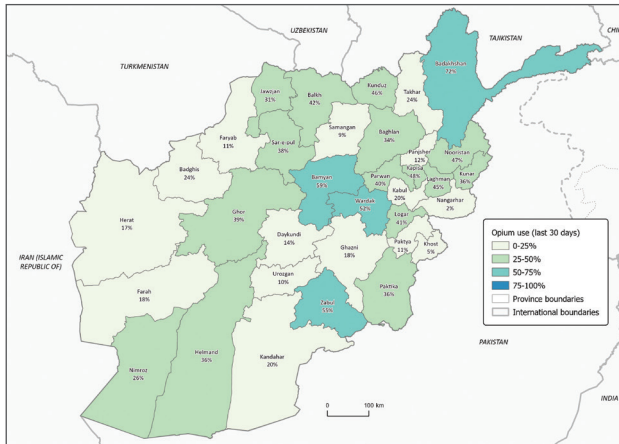 UZBEKISTAN
TAJIKISTAN
CHI
TURKMENISTAN
Badakhshan
72%
Jawzjan
31%
Balkh
42%
Kunduz
46%
Takhar
24%
Faryab
11%
Sar-e-pul
38%
Samangan
9%
Baghlan
34%
Panjsher
12%
Nooristan
47%
Badghis
24%
Bamyan
59%
Parwan
40%
Kapisa
48%
Laghman
45%
Kunar
36%
Herat
17%
Ghor
39%
Wardak
52%
Kabul
20%
Nangarhar
2%
Logar
41%
Daykundi
14%
Ghazni
18%
Paktya
11%
Khost
5%
IRAN (ISLAMIC
REPUBLIC OF)
Farah
18%
Urozgan
10%
Zabul
55%
Paktika
36%
Nimroz
26%
Helmand
36%
Kandahar
20%
PAKISTAN
INDIA
Opium use (last 30 days)
0-25%
25-50%
50-75%
75-100%
Province boundaries
International boundaries
0 100 km